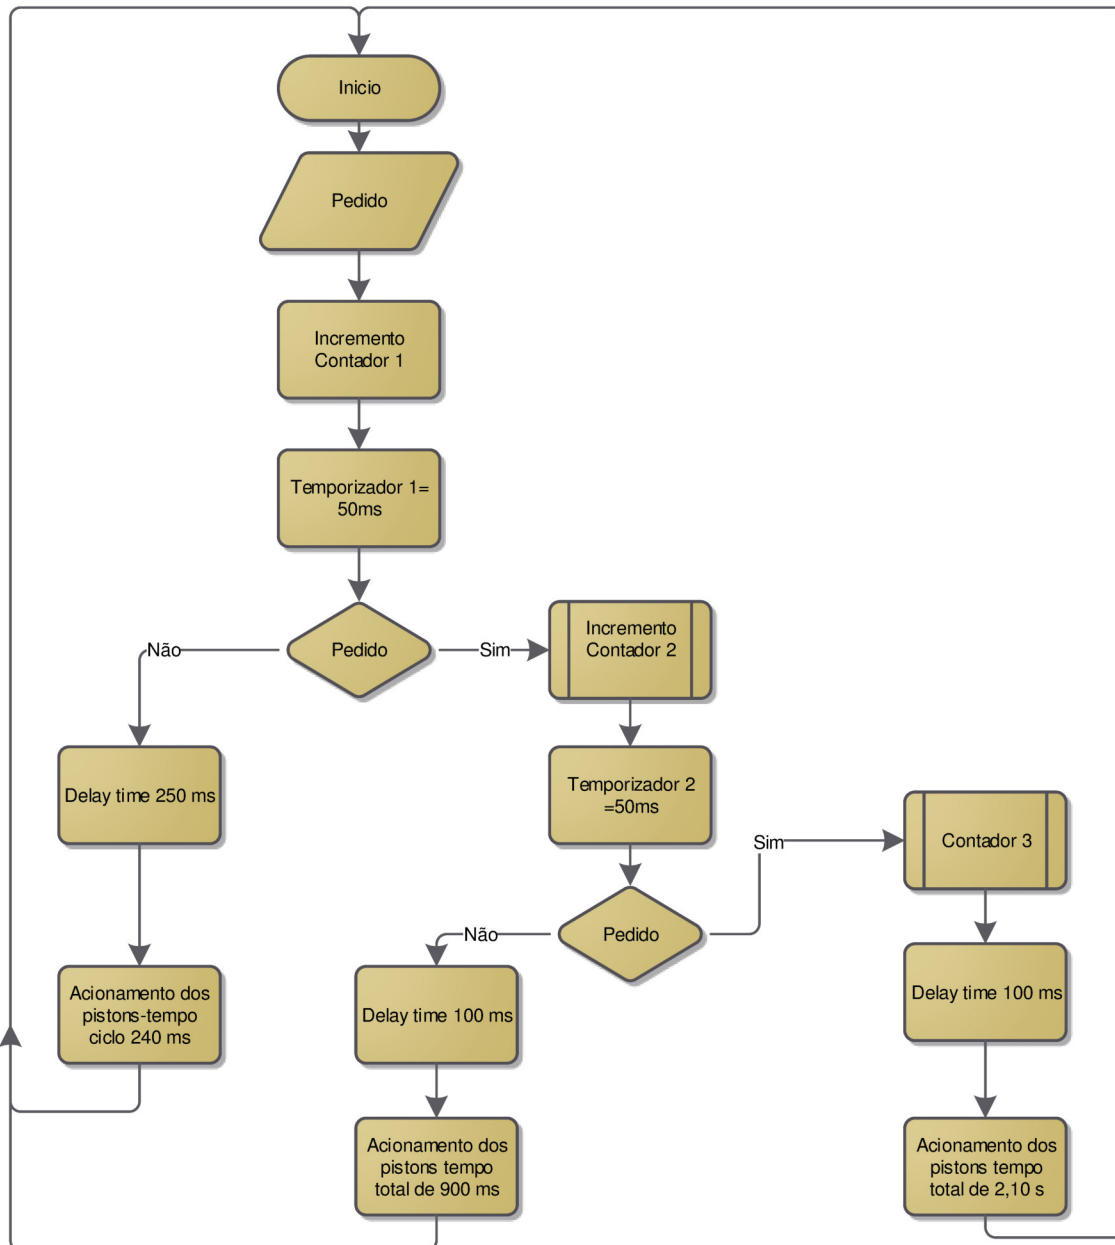 Inicio
Pedido
Incremento
Contador 1
Temporizador 1=
50ms
Pedido
Não
Sim
Incremento
Contador 2
Delay time 250 ms
Temporizador 2
=50ms
Sim
Contador 3
Pedido
Não
Acionamento dos
pistons-tempo
ciclo 240 ms
Delay time 100 ms
Delay time 100 ms
Acionamento dos
pistons tempo
total de 900 ms
Acionamento dos
pistons tempo
total de 2,10 s